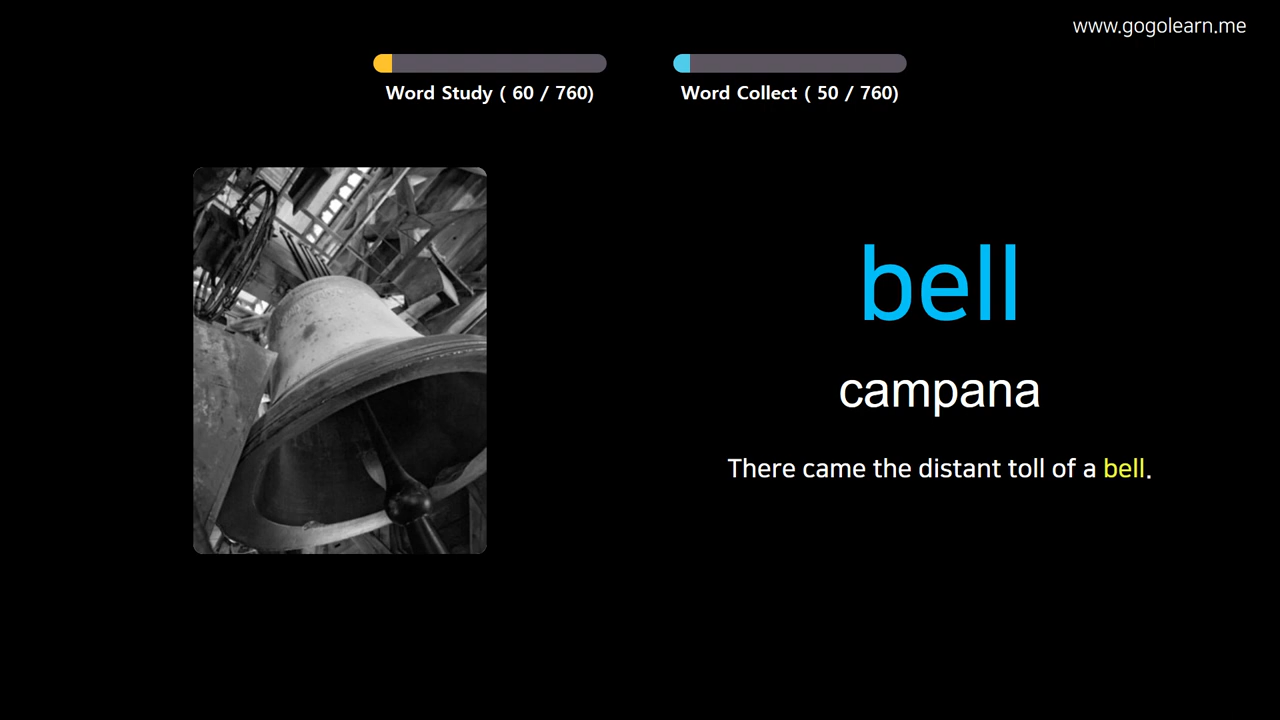 www.gogolearn.me
Word Study ( 60 / 760)
Word Collect ( 50 / 760)
bell
campana
There came the distant toll of a bell.